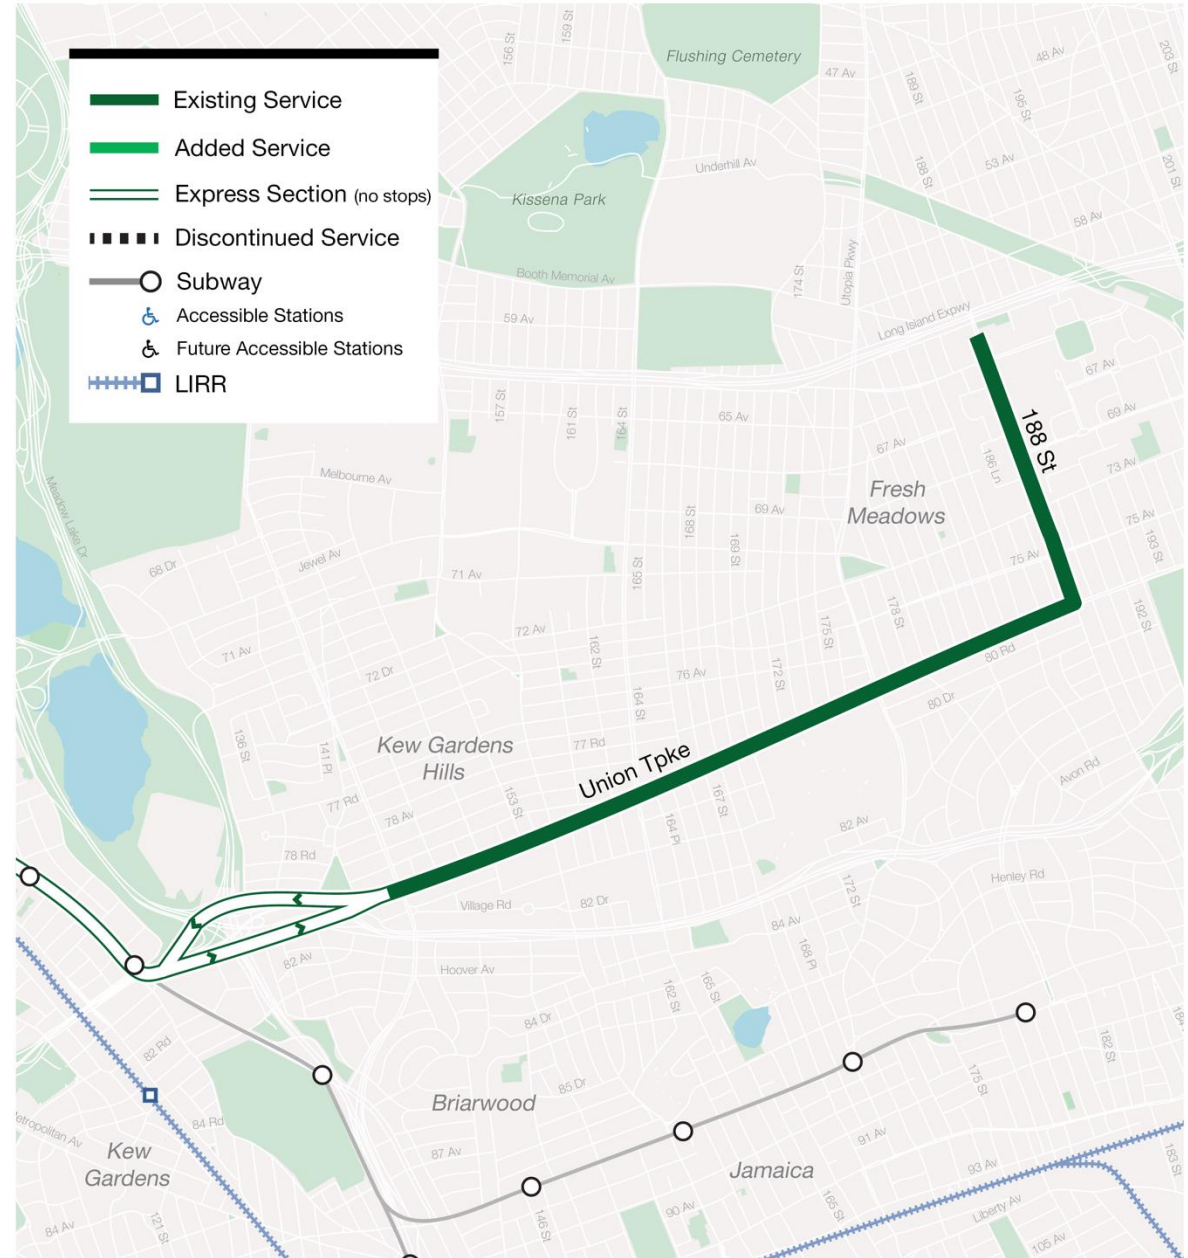 Existing Service
Added Service
Express Section (no stops)
Discontinued Service
Subway
Accessible Stations
Future Accessible Stations
LIRR
156 St
159 St
Flushing Cemetery
47 Av
48 Av
203 St
189 St
195 St
Underhill Av
188 St
53 Av
201 St
Kissena Park
58 Av
Booth Memorial Av
174 St
Utopia Pkwy
Long Island Expwy
59 Av
67 Av
157 St
161 St
164 St
65 Av
69 Av
188 St
67 Av
186 Ln
73 Av
Melbourne Av
Fresh
Meadows
Meadow Lake Dr
168 St
69 Av
75 Av
169 St
193 St
68 Dr
Jewel Av
71 Av
165 St
75 Av
178 St
192 St
71 Av
72 Av
162 St
175 St
80 Rd
72 Dr
76 Av
172 St
80 Dr
164 St
136 St
141 Pl
Kew Gardens
Hills
77 Rd
Union Tpke
Avon Rd
77 Rd
78 Av
153 St
167 St
164 Pl
82 Av
78 Rd
Henley Rd
172 St
Village Rd
82 Dr
84 Av
82 Av
168 Pl
Hoover Av
162 St
165 St
84 Dr
184
82 Rd
182 St
85 Dr
175 St
Briarwood
84 Rd
etropolitan Av
Kew
Gardens
87 Av
91 Av
Jamaica
93 Av
183 St
121 St
84 Av
146 St
90 Av
165 St
Liberty Av
105 Av